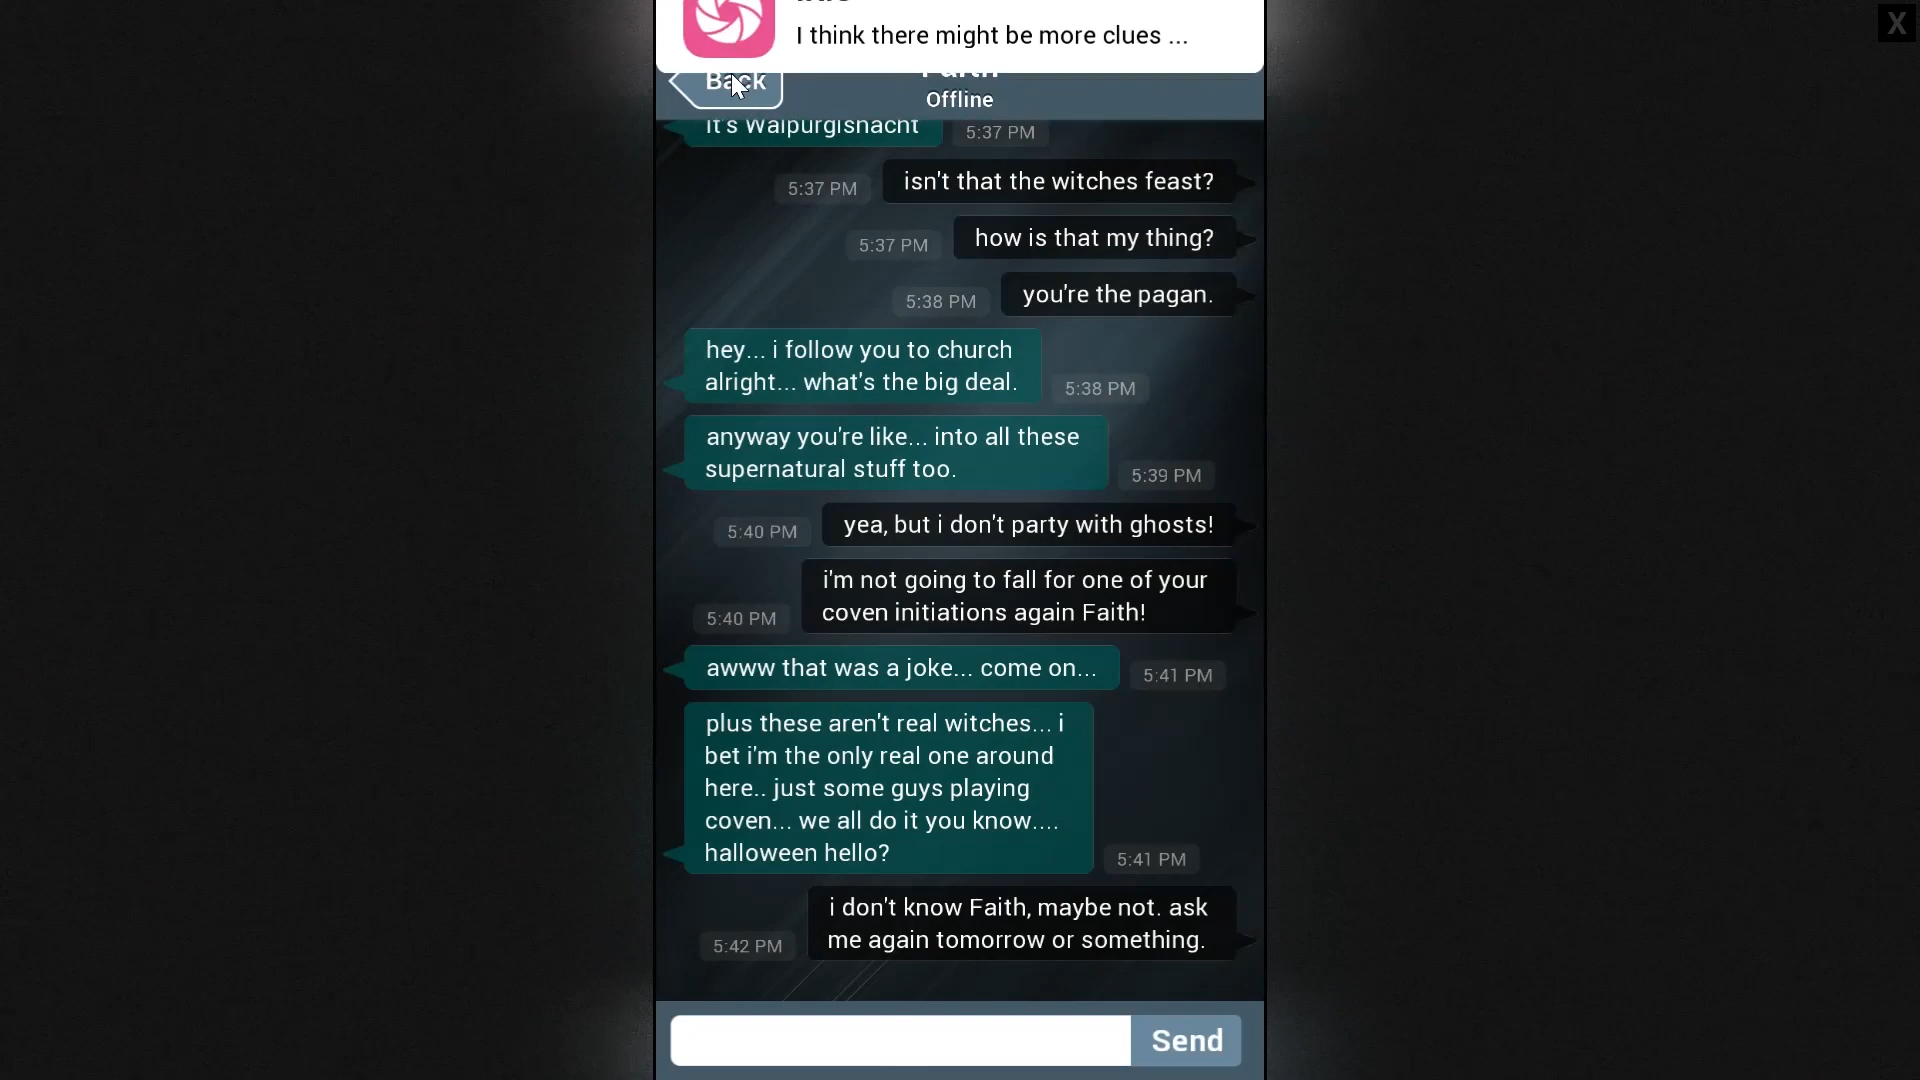 I think there might be more clues ...
Back
Faith
Offline
it's Walpurgisnacht
5:37 PM
isn't that the witches feast?
5:37 PM
how is that my thing?
5:37 PM
you're the pagan.
5:38 PM
hey... i follow you to church
alright... what's the big deal.
5:38 PM
anyway you're like... into all these
supernatural stuff too.
5:39 PM
yea, but i don't party with ghosts!
5:40 PM
i'm not going to fall for one of your
coven initiations again Faith!
5:40 PM
awww that was a joke... come on...
5:41 PM
plus these aren't real witches... i
bet i'm the only real one around
here.. just some guys playing
coven... we all do it you know....
halloween hello?
5:41 PM
i don't know Faith, maybe not. ask
me again tomorrow or something.
5:42 PM
Send
X